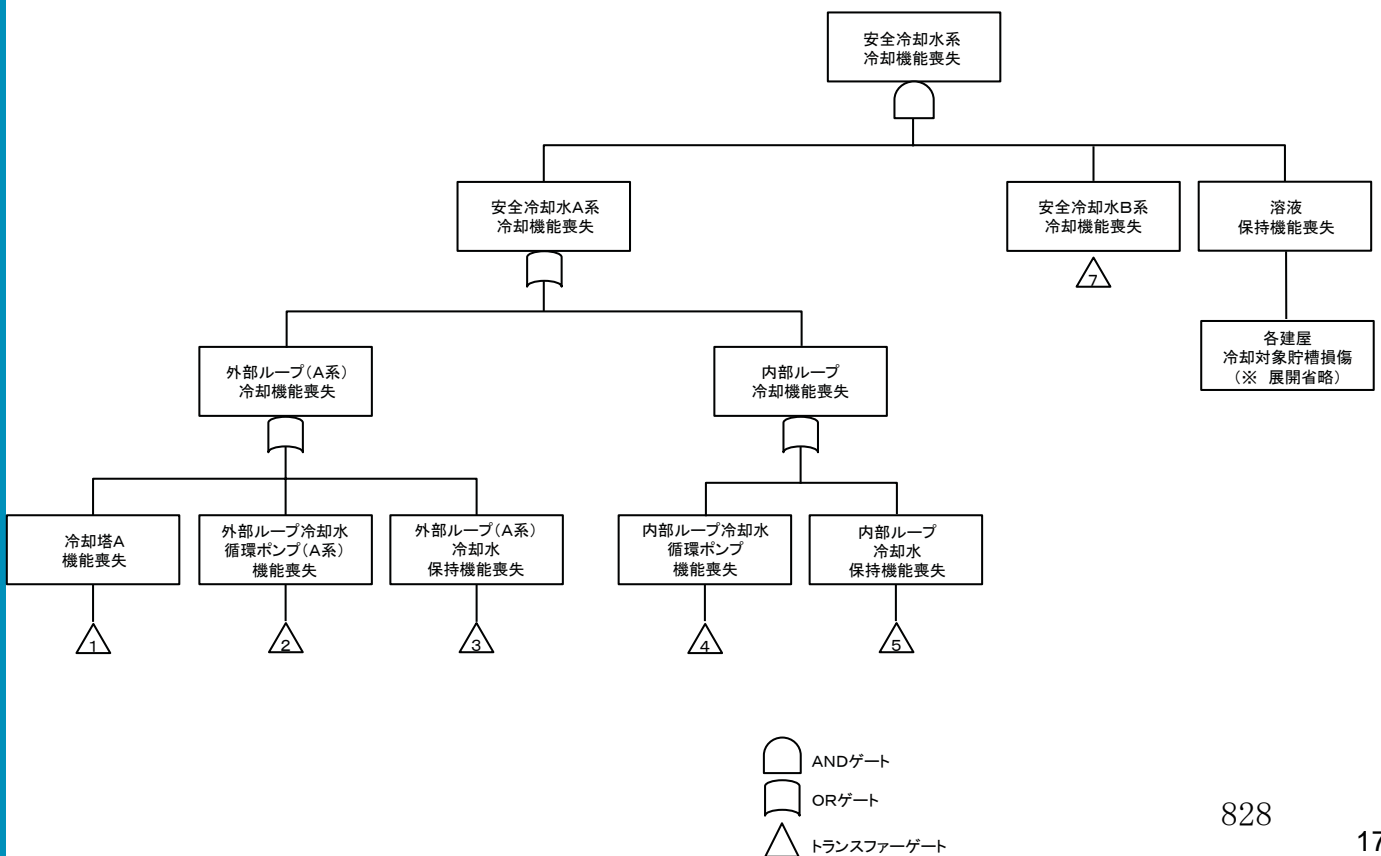 安全冷却水系
冷却機能喪失
安全冷却水A系
冷却機能喪失
安全冷却水B系
冷却機能喪失
溶液
保持機能喪失
7
外部ループ（A系）
冷却機能喪失
内部ループ
冷却機能喪失
各建屋
冷却対象貯槽損傷
（※ 展開省略）
冷却塔A
機能喪失
外部ループ冷却水
循環ポンプ（A系）
機能喪失
外部ループ（A系）
冷却水
保持機能喪失
内部ループ冷却水
循環ポンプ
機能喪失
内部ループ
冷却水
保持機能喪失
1
2
3
4
5
ANDゲート
ORゲート
トランスファーゲート
828
17